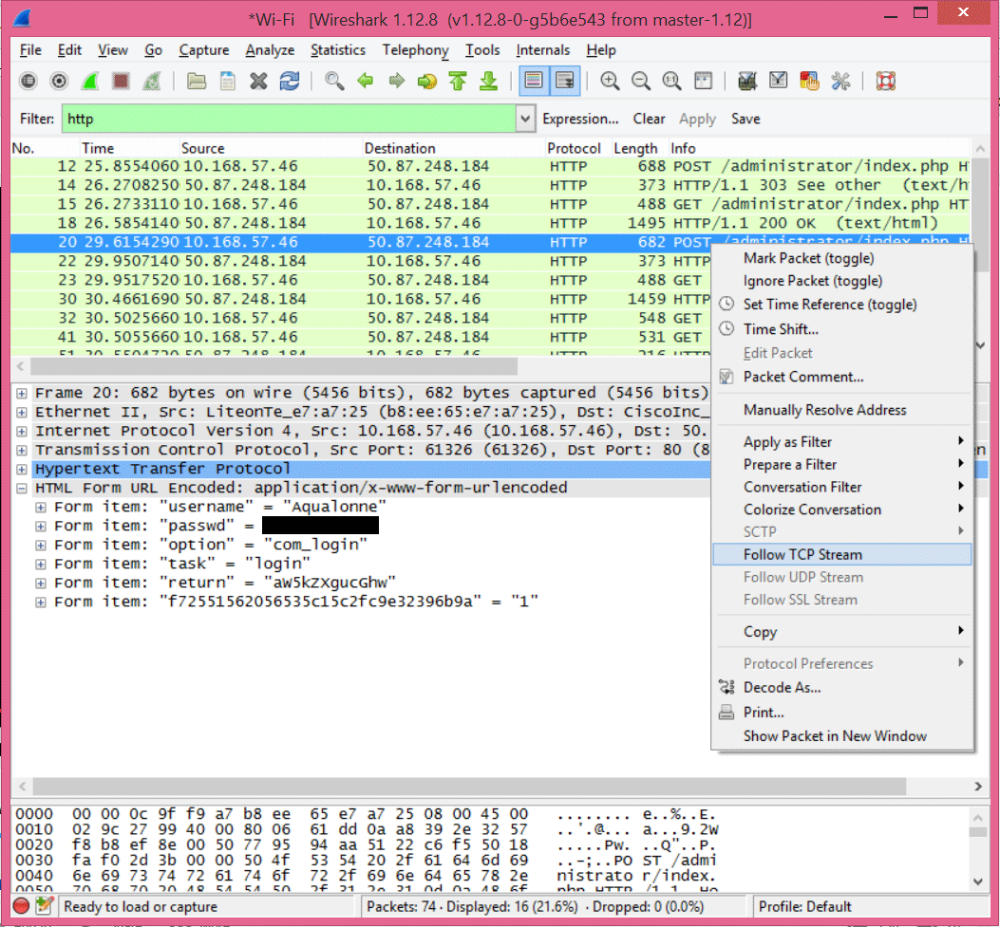 *Wi-Fi [Wireshark 1.12.8 (v1.12.8-0-g5b6e543 from master-1.12)]
File Edit View Go Capture Analyze Statistics Telephony Tools Internals Help
Filter: http Expression... Clear Apply Save
No. Time Source Destination Protocol Length Info
12 25.8554060 10.168.57.46 50.87.248.184 HTTP 688 POST /administrator/index.php
14 26.2708250 50.87.248.184 10.168.57.46 HTTP 373 HTTP/1.1 303 See other
15 26.2733110 10.168.57.46 50.87.248.184 HTTP 488 GET /administrator/index.php
18 26.5854140 50.87.248.184 10.168.57.46 HTTP 1495 HTTP/1.1 200 OK (text/html)
20 29.6154290 10.168.57.46 50.87.248.184 HTTP 682 POST /administrator/index.php
22 29.9507140 50.87.248.184 10.168.57.46 HTTP 373 HTTP
23 29.9517520 10.168.57.46 50.87.248.184 HTTP 488 GET
30 30.4661690 50.87.248.184 10.168.57.46 HTTP 1459 HTTP
32 30.5025660 10.168.57.46 50.87.248.184 HTTP 548 GET
41 30.5055660 10.168.57.46 50.87.248.184 HTTP 531 GET
Mark Packet (toggle)
Ignore Packet (toggle)
Set Time Reference (toggle)
Time Shift...
Edit Packet
Packet Comment...
Manually Resolve Address
Apply as Filter
Prepare a Filter
Conversation Filter
Colorize Conversation
SCTP
Follow TCP Stream
Follow UDP Stream
Follow SSL Stream
Copy
Protocol Preferences
Decode As...
Print...
Show Packet in New Window
Frame 20: 682 bytes on wire (5456 bits), 682 bytes captured (5456 bits)
Ethernet II, Src: LiteonTe_e7:a7:25 (b8:ee:65:e7:a7:25), Dst: CiscoInc_
Internet Protocol Version 4, Src: 10.168.57.46 (10.168.57.46), Dst: 50.
Transmission Control Protocol, Src Port: 61326 (61326), Dst Port: 80 (8
Hypertext Transfer Protocol
HTML Form URL Encoded: application/x-www-form-urlencoded
Form item: "username" = "Aqualonne"
Form item: "passwd" =
Form item: "option" = "com_login"
Form item: "task" = "login"
Form item: "return" = "aW5kZXgucGhw"
Form item: "f72551562056535c15c2fc9e32396b9a" = "1"
0000 00 00 0c 9f f9 a7 b8 ee 65 e7 a7 25 08 00 45 00 ........ e..%..E.
0010 02 9c 27 99 40 00 80 06 61 dd 0a a8 39 2e 32 57 ..'.@... a...9.2W
0020 f8 b8 ef 8e 00 50 77 95 94 aa 51 22 c6 f5 50 18 .....Pw. ..Q"..P.
0030 fa f0 2d 3b 00 00 50 4f 53 54 20 2f 61 64 6d 69 ..-;..PO ST /admi
0040 6e 69 73 74 72 61 74 6f 72 2f 69 6e 64 65 78 2e nistrato r/index.
Ready to load or capture
Packets: 74 · Displayed: 16 (21.6%) · Dropped: 0 (0.0%)
Profile: Default